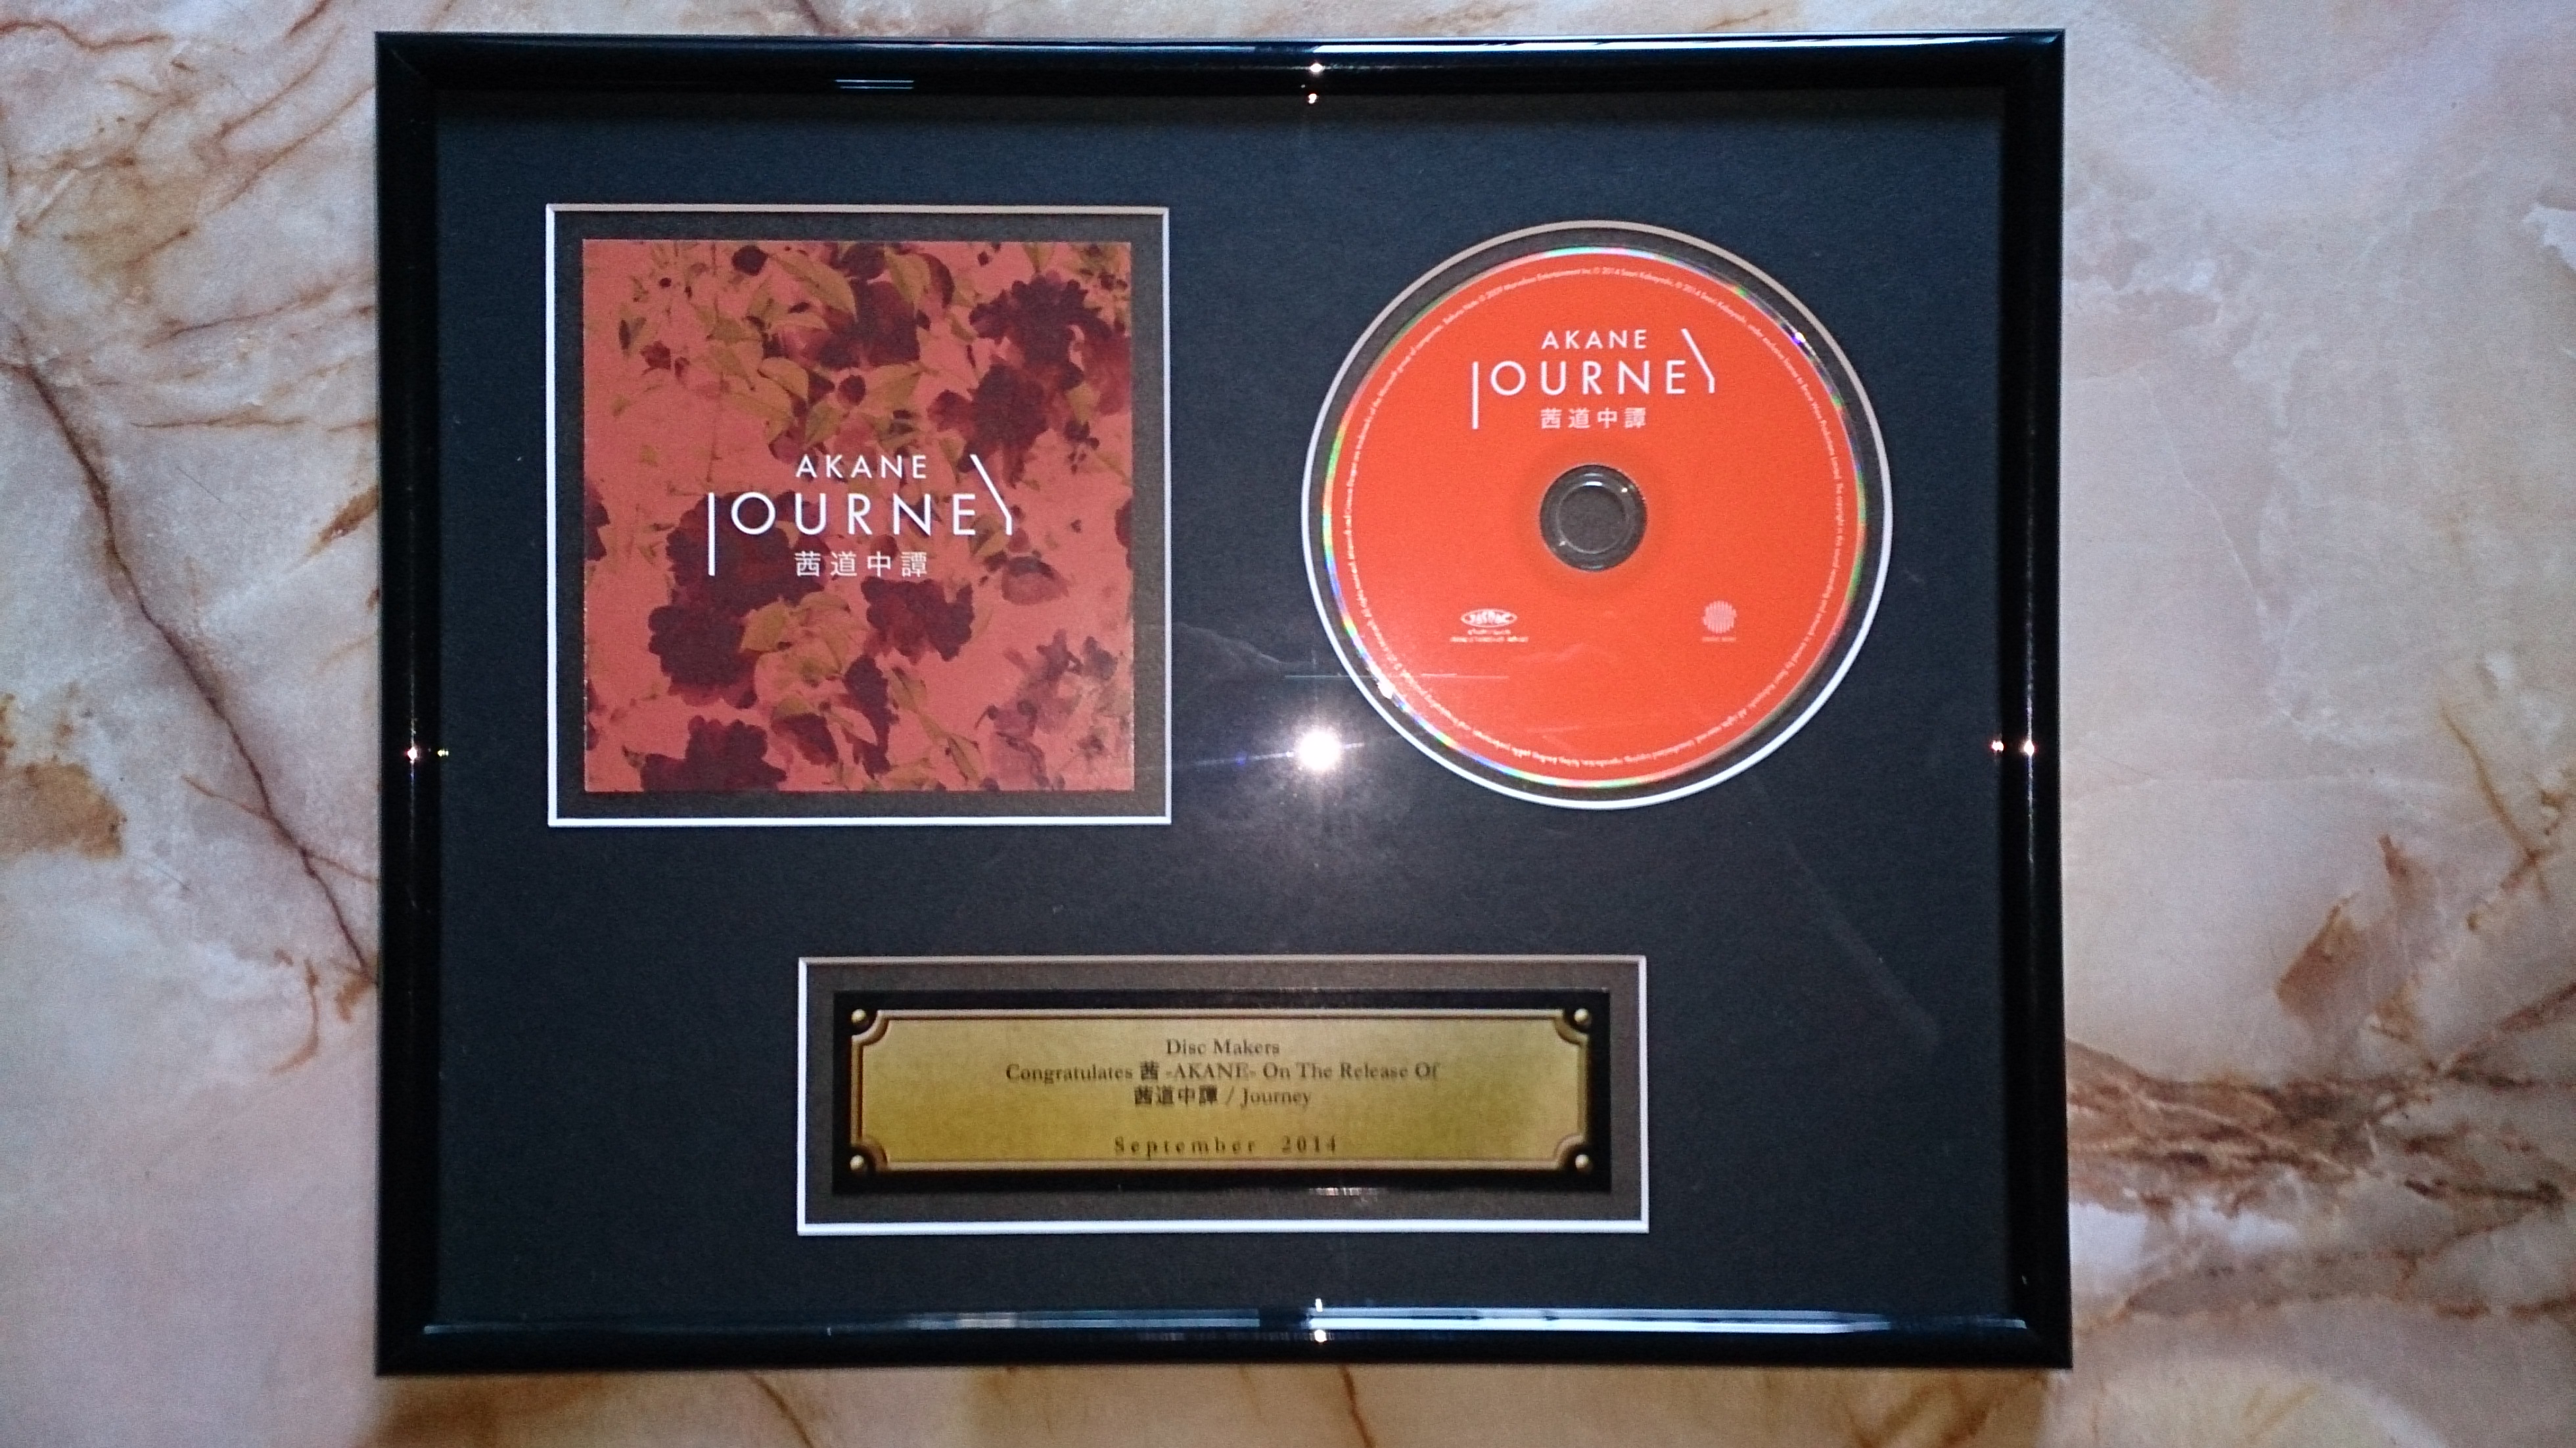 AKANE
JOURNEY
茜道中譚
AKANE
JOURNEY
茜道中譚
Disc Makers
Congratulates 茜 -AKANE- On The Release Of
茜道中譚 / Journey
September 2014